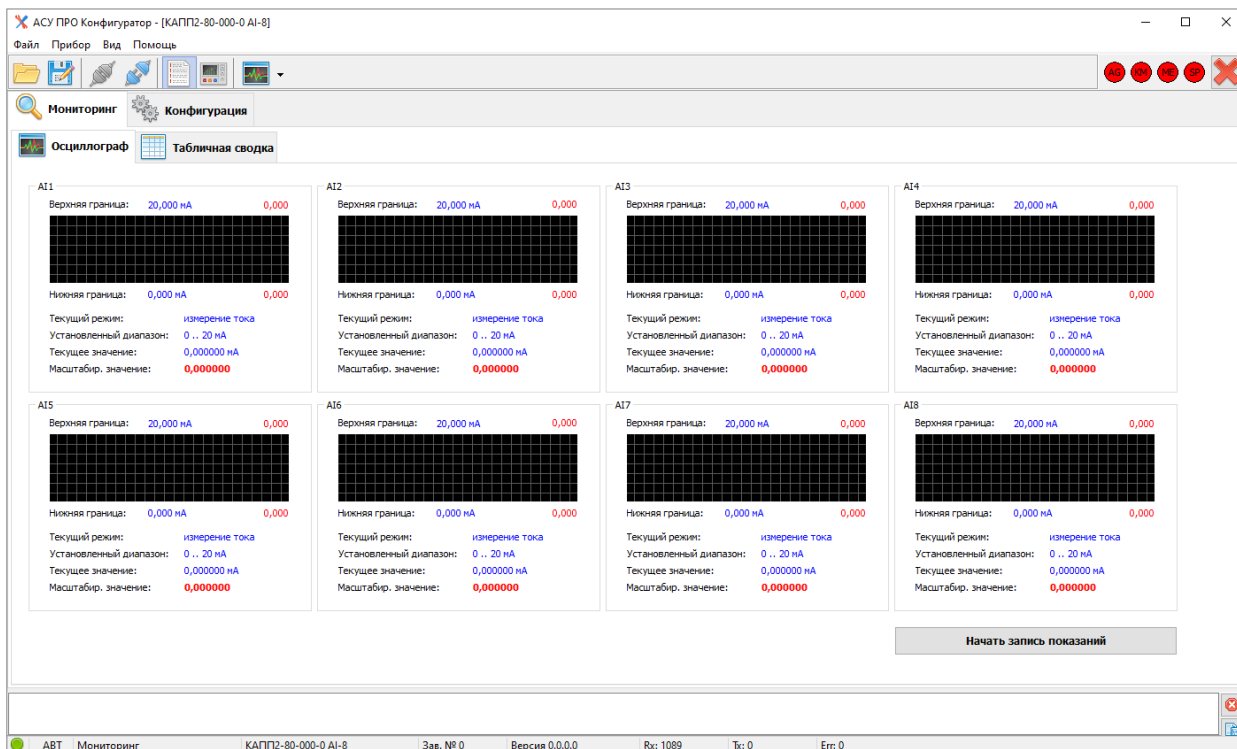 АСУ ПРО Конфигуратор - [КАПП2-80-000-0 AI-8]
Файл Прибор Вид Помощь
AG KM ME SP
Мониторинг Конфигурация
Осциллограф Табличная сводка
AI1 AI2 AI3 AI4
Верхняя граница: 20,000 мА 0,000 Верхняя граница: 20,000 мА 0,000 Верхняя граница: 20,000 мА 0,000 Верхняя граница: 20,000 мА 0,000
Нижняя граница: 0,000 мА 0,000 Нижняя граница: 0,000 мА 0,000 Нижняя граница: 0,000 мА 0,000 Нижняя граница: 0,000 мА 0,000
Текущий режим: измерение тока Текущий режим: измерение тока Текущий режим: измерение тока Текущий режим: измерение тока
Установленный диапазон: 0 .. 20 мА Установленный диапазон: 0 .. 20 мА Установленный диапазон: 0 .. 20 мА Установленный диапазон: 0 .. 20 мА
Текущее значение: 0,000000 мА Текущее значение: 0,000000 мА Текущее значение: 0,000000 мА Текущее значение: 0,000000 мА
Масштабир. значение: 0,000000 Масштабир. значение: 0,000000 Масштабир. значение: 0,000000 Масштабир. значение: 0,000000
AI5 AI6 AI7 AI8
Верхняя граница: 20,000 мА 0,000 Верхняя граница: 20,000 мА 0,000 Верхняя граница: 20,000 мА 0,000 Верхняя граница: 20,000 мА 0,000
Нижняя граница: 0,000 мА 0,000 Нижняя граница: 0,000 мА 0,000 Нижняя граница: 0,000 мА 0,000 Нижняя граница: 0,000 мА 0,000
Текущий режим: измерение тока Текущий режим: измерение тока Текущий режим: измерение тока Текущий режим: измерение тока
Установленный диапазон: 0 .. 20 мА Установленный диапазон: 0 .. 20 мА Установленный диапазон: 0 .. 20 мА Установленный диапазон: 0 .. 20 мА
Текущее значение: 0,000000 мА Текущее значение: 0,000000 мА Текущее значение: 0,000000 мА Текущее значение: 0,000000 мА
Масштабир. значение: 0,000000 Масштабир. значение: 0,000000 Масштабир. значение: 0,000000 Масштабир. значение: 0,000000
Начать запись показаний
АВТ Мониторинг КАПП2-80-000-0 AI-8 Зав. № 0 Версия 0.0.0.0 Rx: 1089 Tx: 0 Err: 0